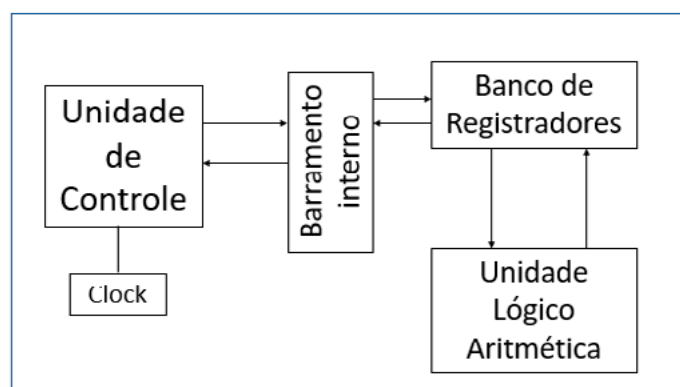 Unidade
de
Controle
Clock
Barramento
interno
Banco de
Registradores
Unidade
Lógico
Aritmética